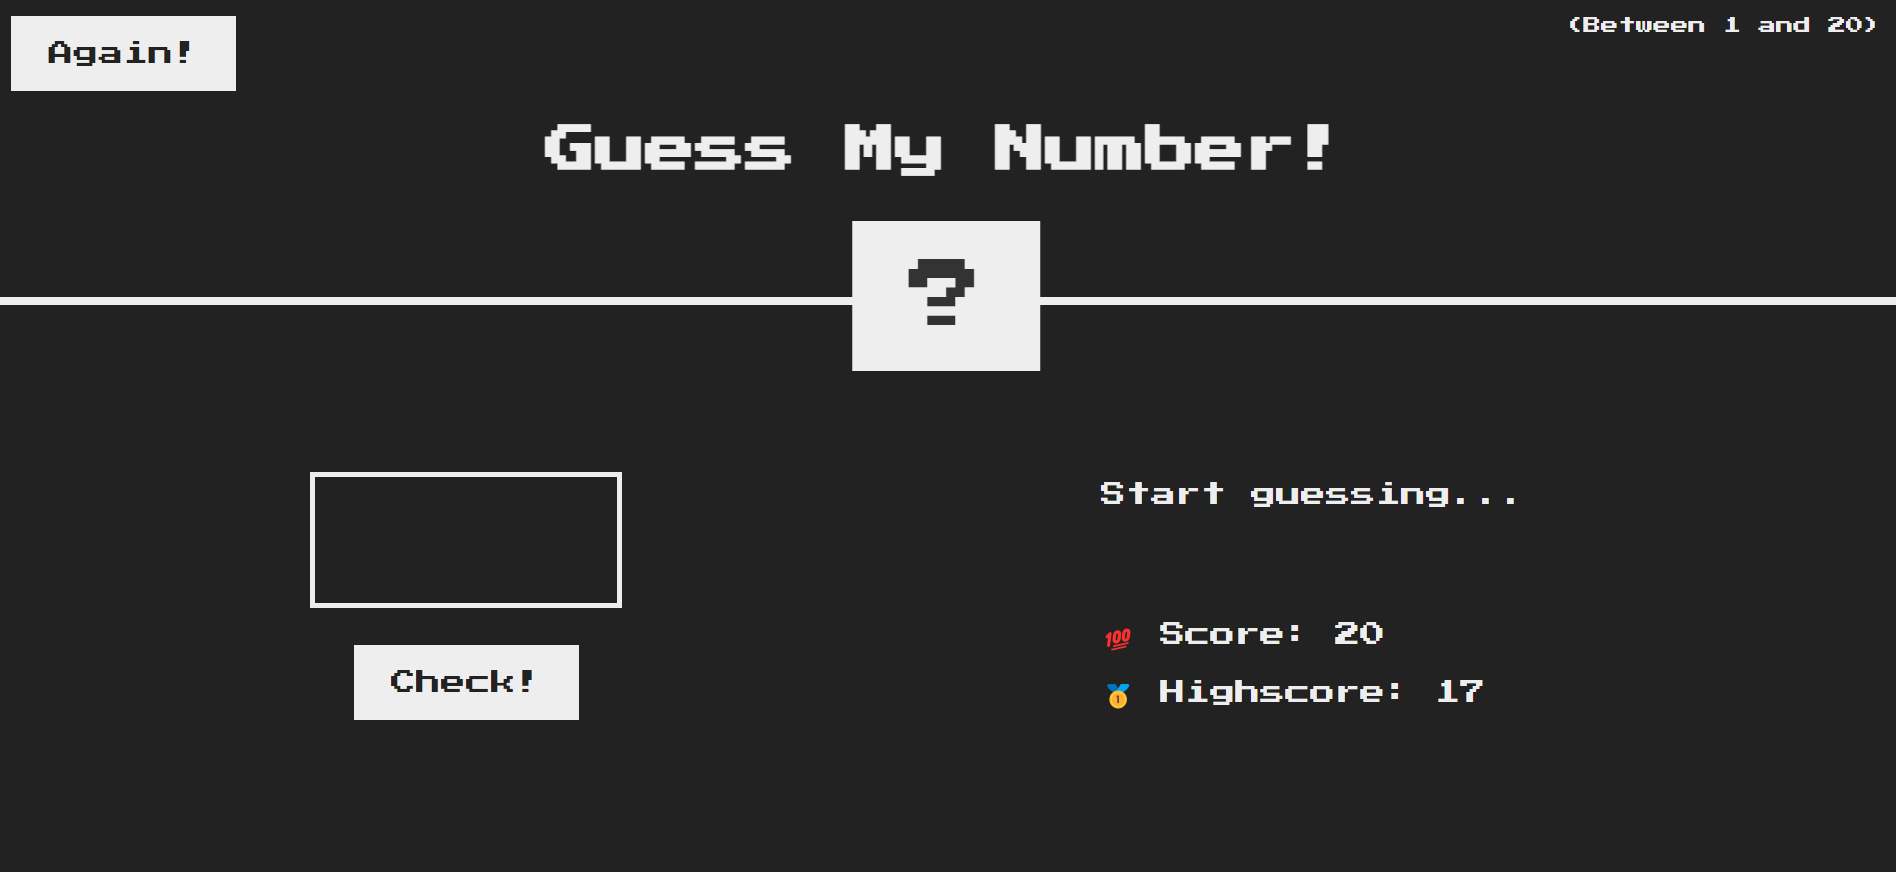 Again!
(Between 1 and 20)
Guess My Number!
?
Start guessing...
Check!
💯 Score: 20
🥇 Highscore: 17